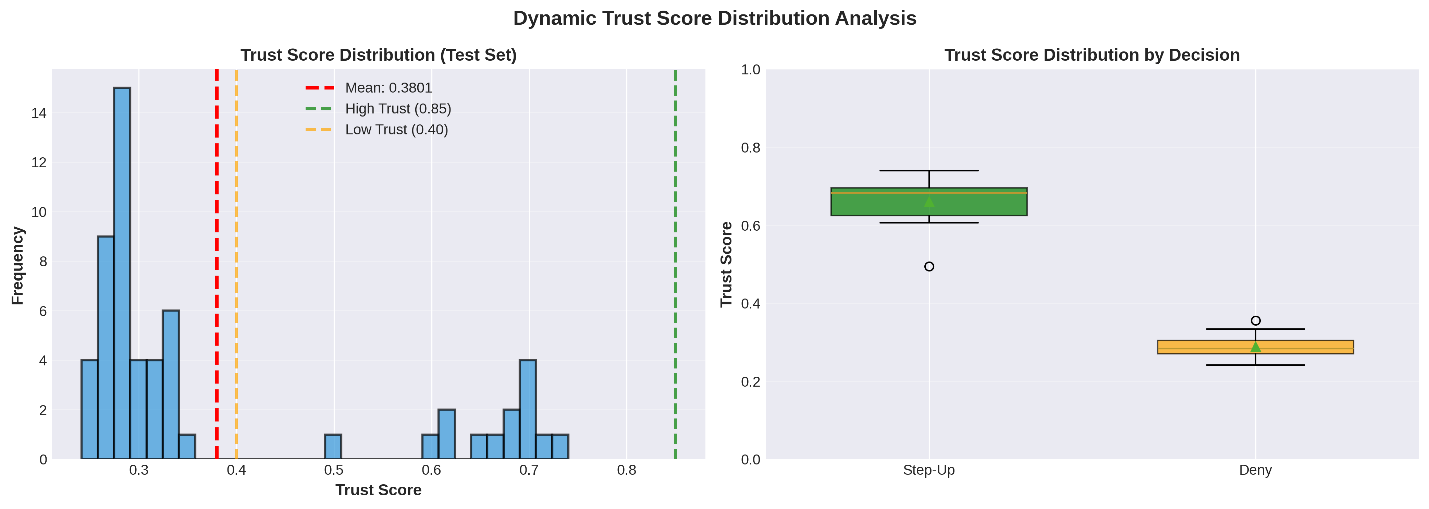 Dynamic Trust Score Distribution Analysis
Trust Score Distribution (Test Set)
Mean: 0.3801
High Trust (0.85)
Low Trust (0.40)
Frequency
14
12
10
8
6
4
2
0
0.3 0.4 0.5 0.6 0.7 0.8
Trust Score
Trust Score Distribution by Decision
Trust Score
1.0
0.8
0.6
0.4
0.2
0.0
Step-Up Deny